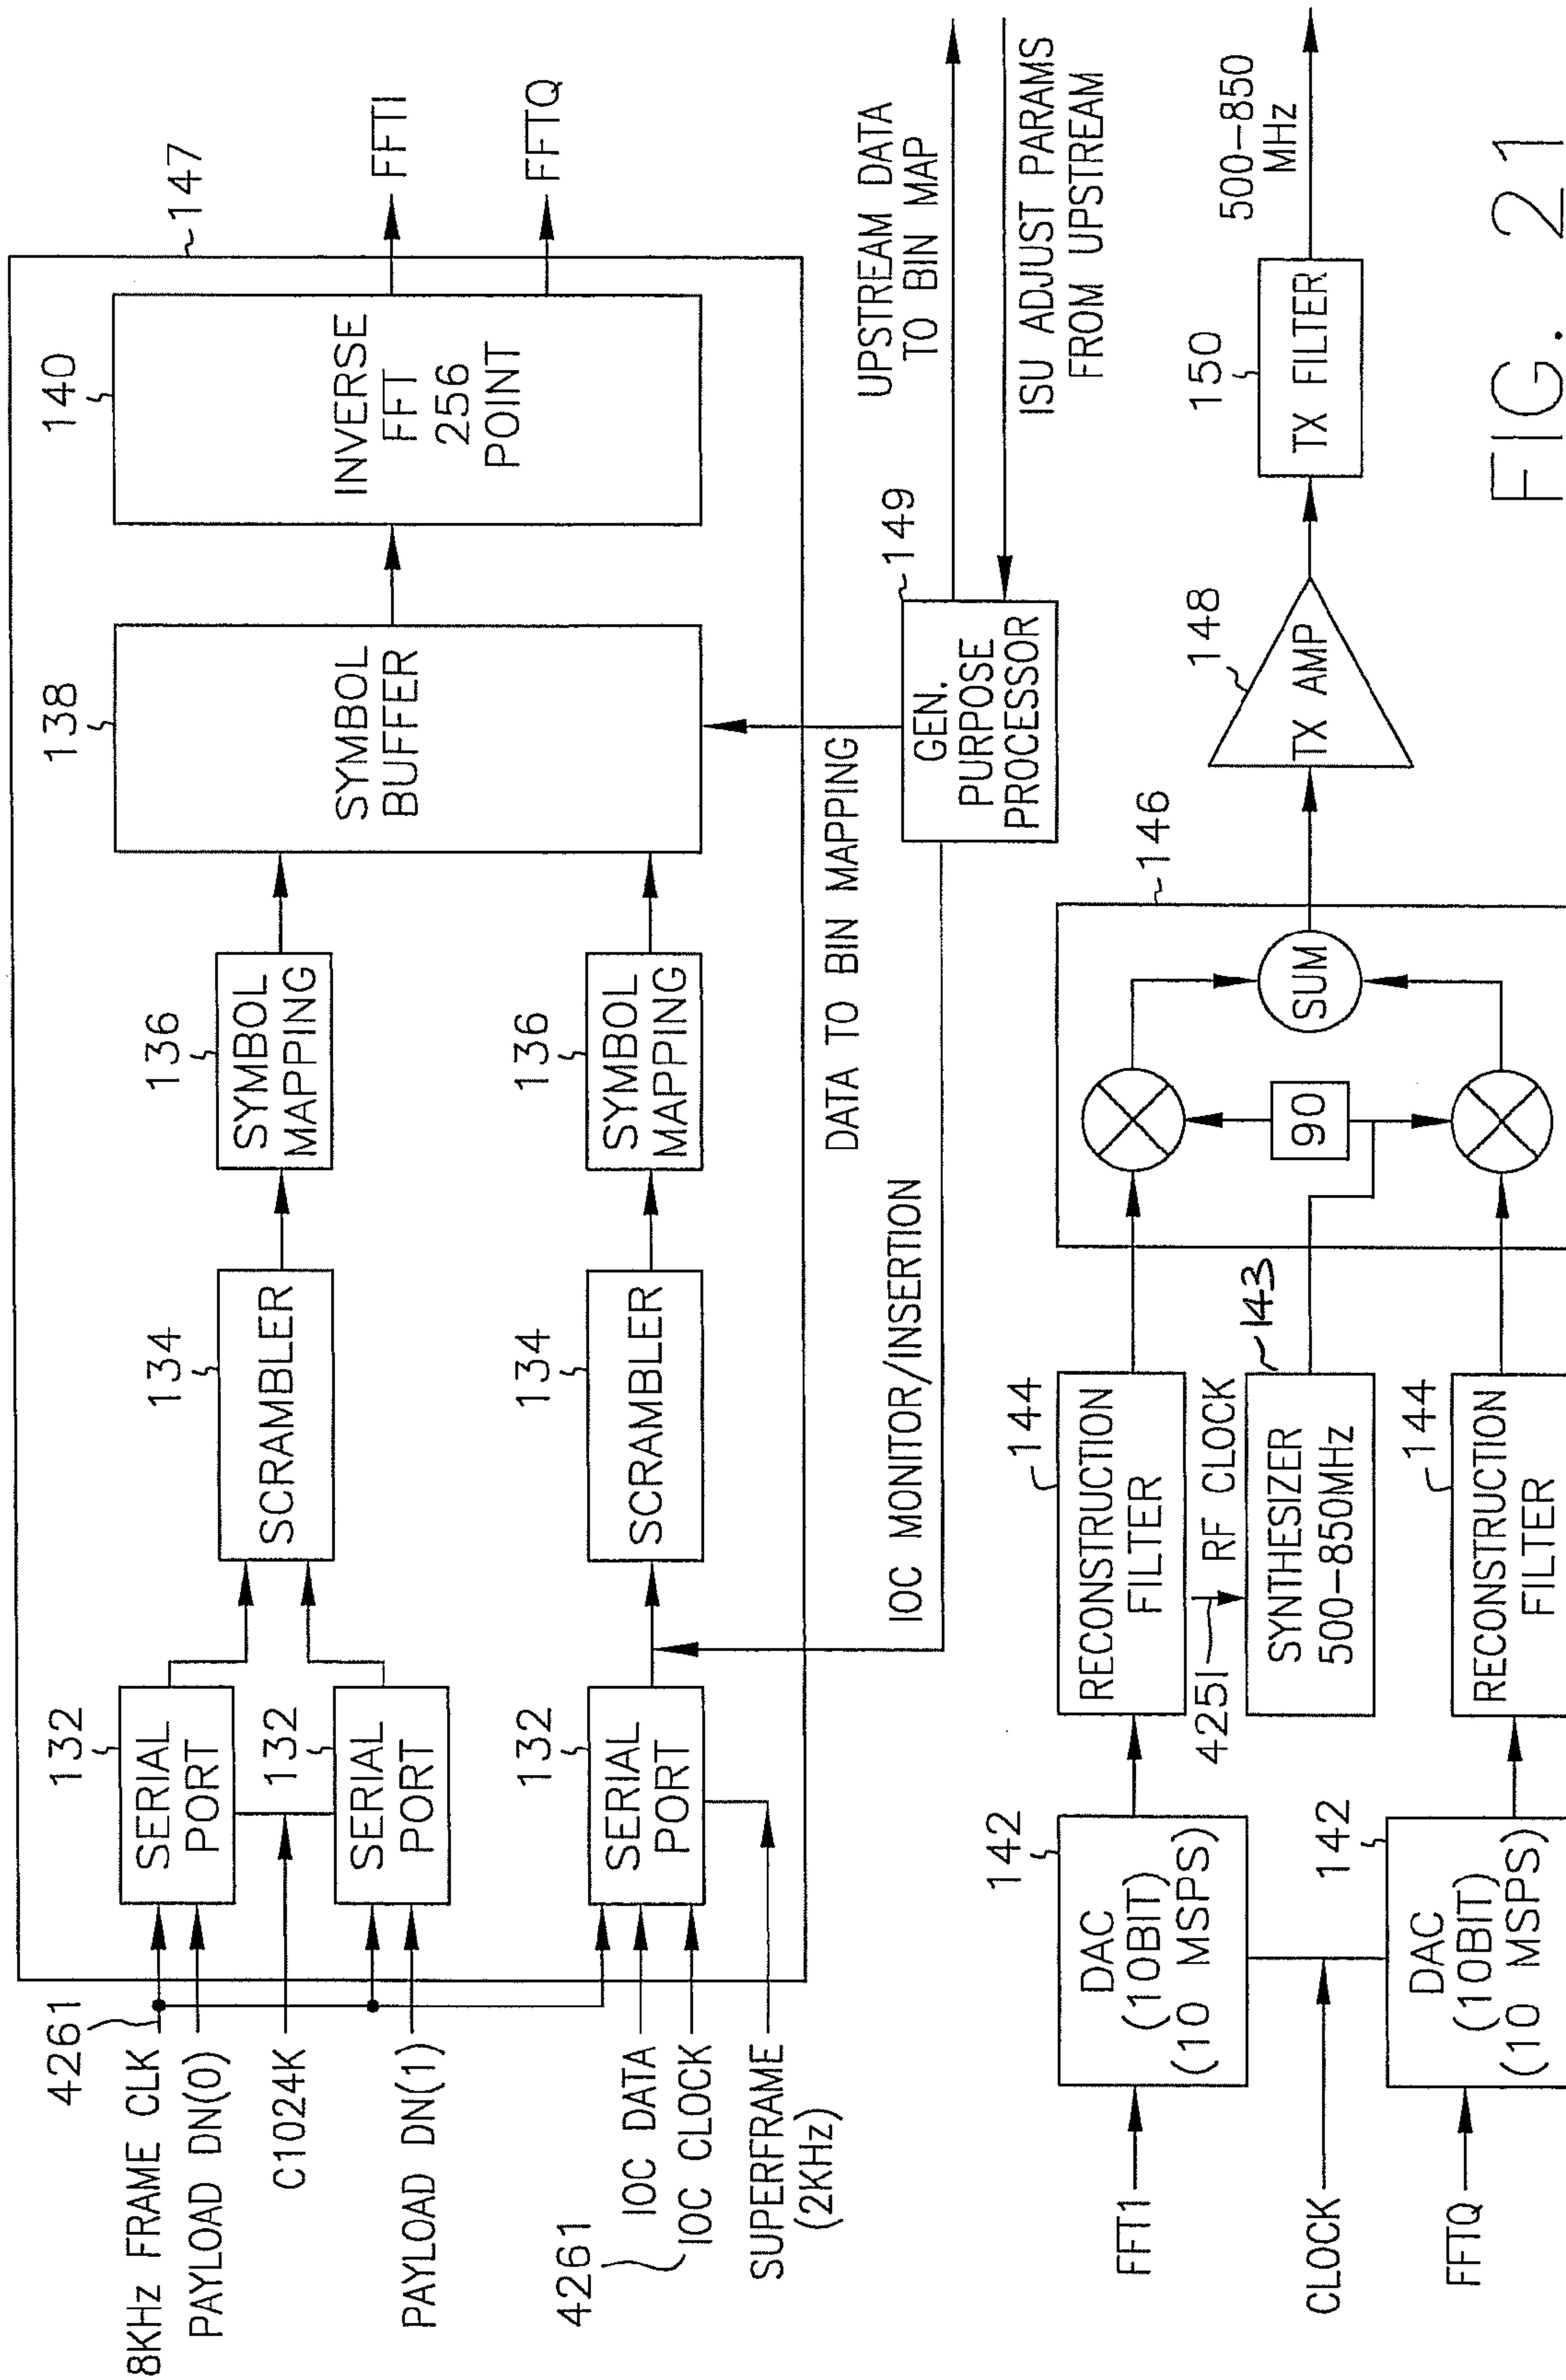 4261
8KHz FRAME CLK
PAYLOAD DN(0)
C1024K
PAYLOAD DN(1)
4261
IOC DATA
IOC CLOCK
SUPERFRAME
(2KHz)
132
SERIAL
PORT
132
SERIAL
PORT
132
SERIAL
PORT
134
SCRAMBLER
134
SCRAMBLER
136
SYMBOL
MAPPING
136
SYMBOL
MAPPING
138
SYMBOL
BUFFER
140
INVERSE
FFT
256
POINT
147
FFTI
FFTQ
DATA TO BIN MAPPING
IOC MONITOR/INSERTION
149
GEN.
PURPOSE
PROCESSOR
UPSTREAM DATA
TO BIN MAP
ISU ADJUST PARAMS
FROM UPSTREAM
FFT1
CLOCK
FFTQ
142
DAC
(10BIT)
(10 MSPS)
142
DAC
(10BIT)
(10 MSPS)
144
RECONSTRUCTION
FILTER
4251
RF CLOCK
143
SYNTHESIZER
500-850MHz
144
RECONSTRUCTION
FILTER
146
90
SUM
148
TX AMP
150
TX FILTER
500-850
MHz
FIG. 21